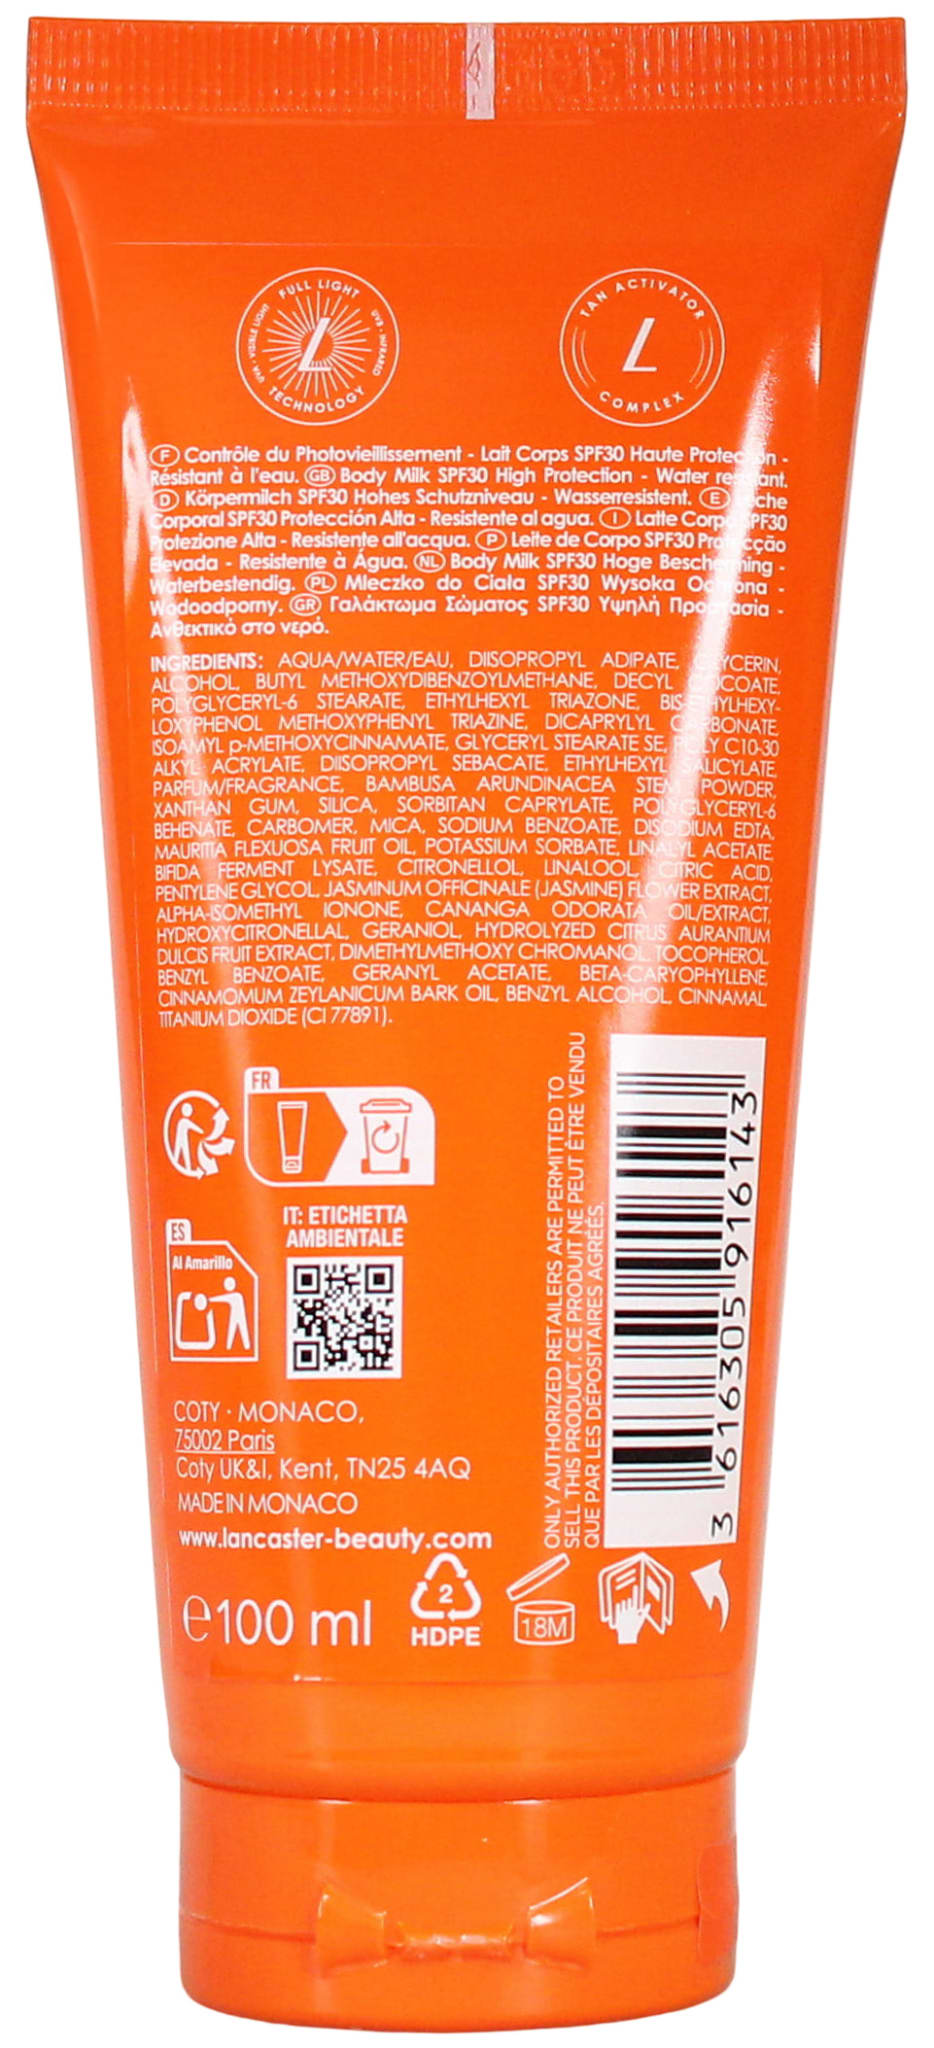 FULL LIGHT
UVA - VISIBLE LIGHT
UVB - INFRARED
TECHNOLOGY
TAN ACTIVATOR
L
COMPLEX
F Contrôle du Photovieillissement - Lait Corps SPF30 Haute Protection -
Résistant à l'eau. GB Body Milk SPF30 High Protection - Water resistant.
D Körpermilch SPF30 Hohes Schutzniveau - Wasserresistent. E Leche
Corporal SPF30 Protección Alta - Resistente al agua. I Latte Corpo SPF30
Protezione Alta - Resistente all'acqua. P Leite de Corpo SPF30 Protecção
Elevada - Resistente à Água. NL Body Milk SPF30 Hoge Bescherming -
Waterbestendig. PL Mleczko do Ciała SPF30 Wysoka Ochrona -
Wodoodporny. GR Γαλάκτωμα Σώματος SPF30 Υψηλή Προστασία -
Ανθεκτικό στο νερό.
INGREDIENTS: AQUA/WATER/EAU, DIISOPROPYL ADIPATE, GLYCERIN,
ALCOHOL, BUTYL METHOXYDIBENZOYLMETHANE, DECYL COCOATE,
POLYGLYCERYL-6 STEARATE, ETHYLHEXYL TRIAZONE, BIS-ETHYLHEXY-
LOXYPHENOL METHOXYPHENYL TRIAZINE, DICAPRYLYL CARBONATE,
ISOAMYL p-METHOXYCINNAMATE, GLYCERYL STEARATE SE, POLY C10-30
ALKYL ACRYLATE, DIISOPROPYL SEBACATE, ETHYLHEXYL SALICYLATE,
PARFUM/FRAGRANCE, BAMBUSA ARUNDINACEA STEM POWDER,
XANTHAN GUM, SILICA, SORBITAN CAPRYLATE, POLYGLYCERYL-6
BEHENATE, CARBOMER, MICA, SODIUM BENZOATE, DISODIUM EDTA,
MAURITIA FLEXUOSA FRUIT OIL, POTASSIUM SORBATE, LINALYL ACETATE,
BIFIDA FERMENT LYSATE, CITRONELLOL, LINALOOL, CITRIC ACID,
PENTYLENE GLYCOL, JASMINUM OFFICINALE (JASMINE) FLOWER EXTRACT,
ALPHA-ISOMETHYL IONONE, CANANGA ODORATA OIL/EXTRACT,
HYDROXYCITRONELLAL, GERANIOL, HYDROLYZED CITRUS AURANTIUM
DULCIS FRUIT EXTRACT, DIMETHYLMETHOXY CHROMANOL, TOCOPHEROL,
BENZYL BENZOATE, GERANYL ACETATE, BETA-CARYOPHYLLENE,
CINNAMOMUM ZEYLANICUM BARK OIL, BENZYL ALCOHOL, CINNAMAL,
TITANIUM DIOXIDE (CI 77891).
FR
IT: ETICHETTA
AMBIENTALE
ES
Al Amarillo
ONLY AUTHORIZED RETAILERS ARE PERMITTED TO
SELL THIS PRODUCT. CE PRODUIT NE PEUT ÊTRE VENDU
QUE PAR LES DÉPOSITAIRES AGRÉÉS.
3 616305 916143
COTY · MONACO,
75002 Paris
Coty UK&I, Kent, TN25 4AQ
MADE IN MONACO
www.lancaster-beauty.com
℮100 ml
2
HDPE
18M